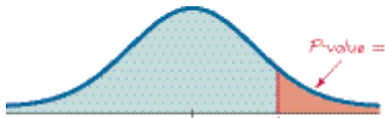 P-value =